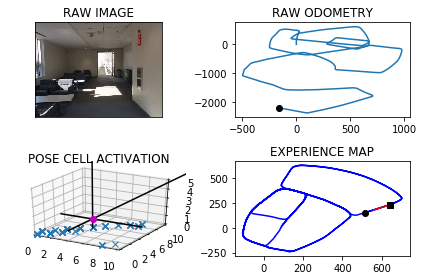 RAW IMAGE
RAW ODOMETRY
0
−1000
−2000
−500 0 500 1000
POSE CELL ACTIVATION
0 2 4 6 8 10
0 2 4 6 8 10
0 1 2 3 4 5
EXPERIENCE MAP
500
250
0
−250
0 200 400 600